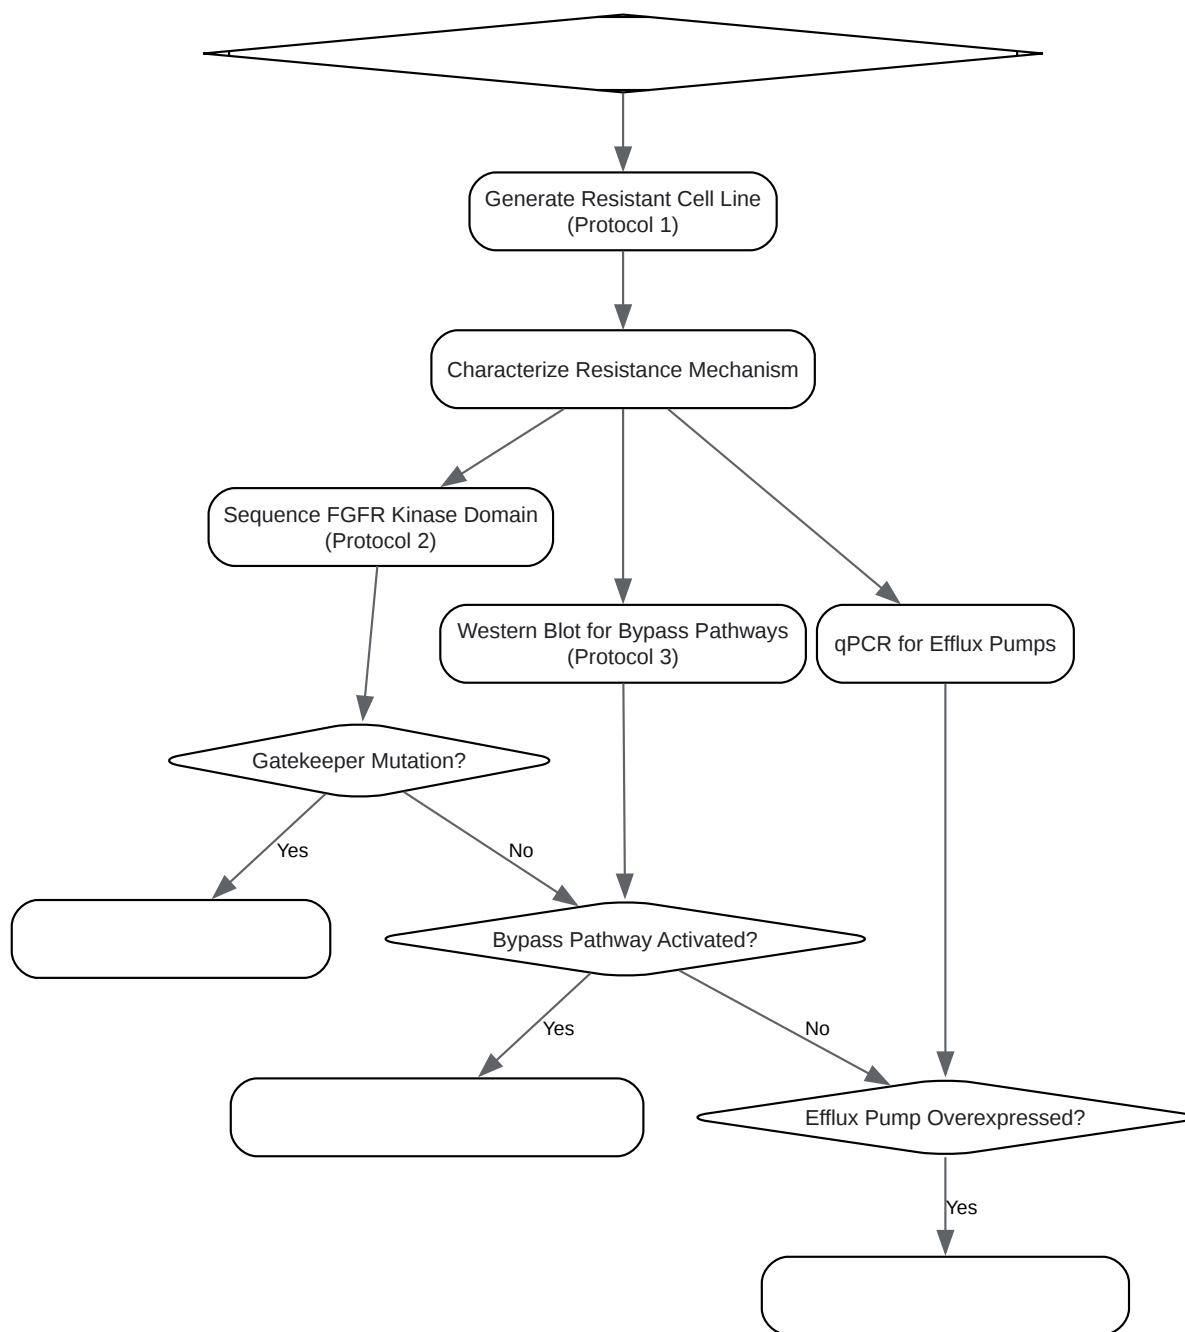 Generate Resistant Cell Line
(Protocol 1)
Characterize Resistance Mechanism
Sequence FGFR Kinase Domain
(Protocol 2)
Western Blot for Bypass Pathways
(Protocol 3)
qPCR for Efflux Pumps
Gatekeeper Mutation?
Yes
No
Bypass Pathway Activated?
Yes
No
Efflux Pump Overexpressed?
Yes